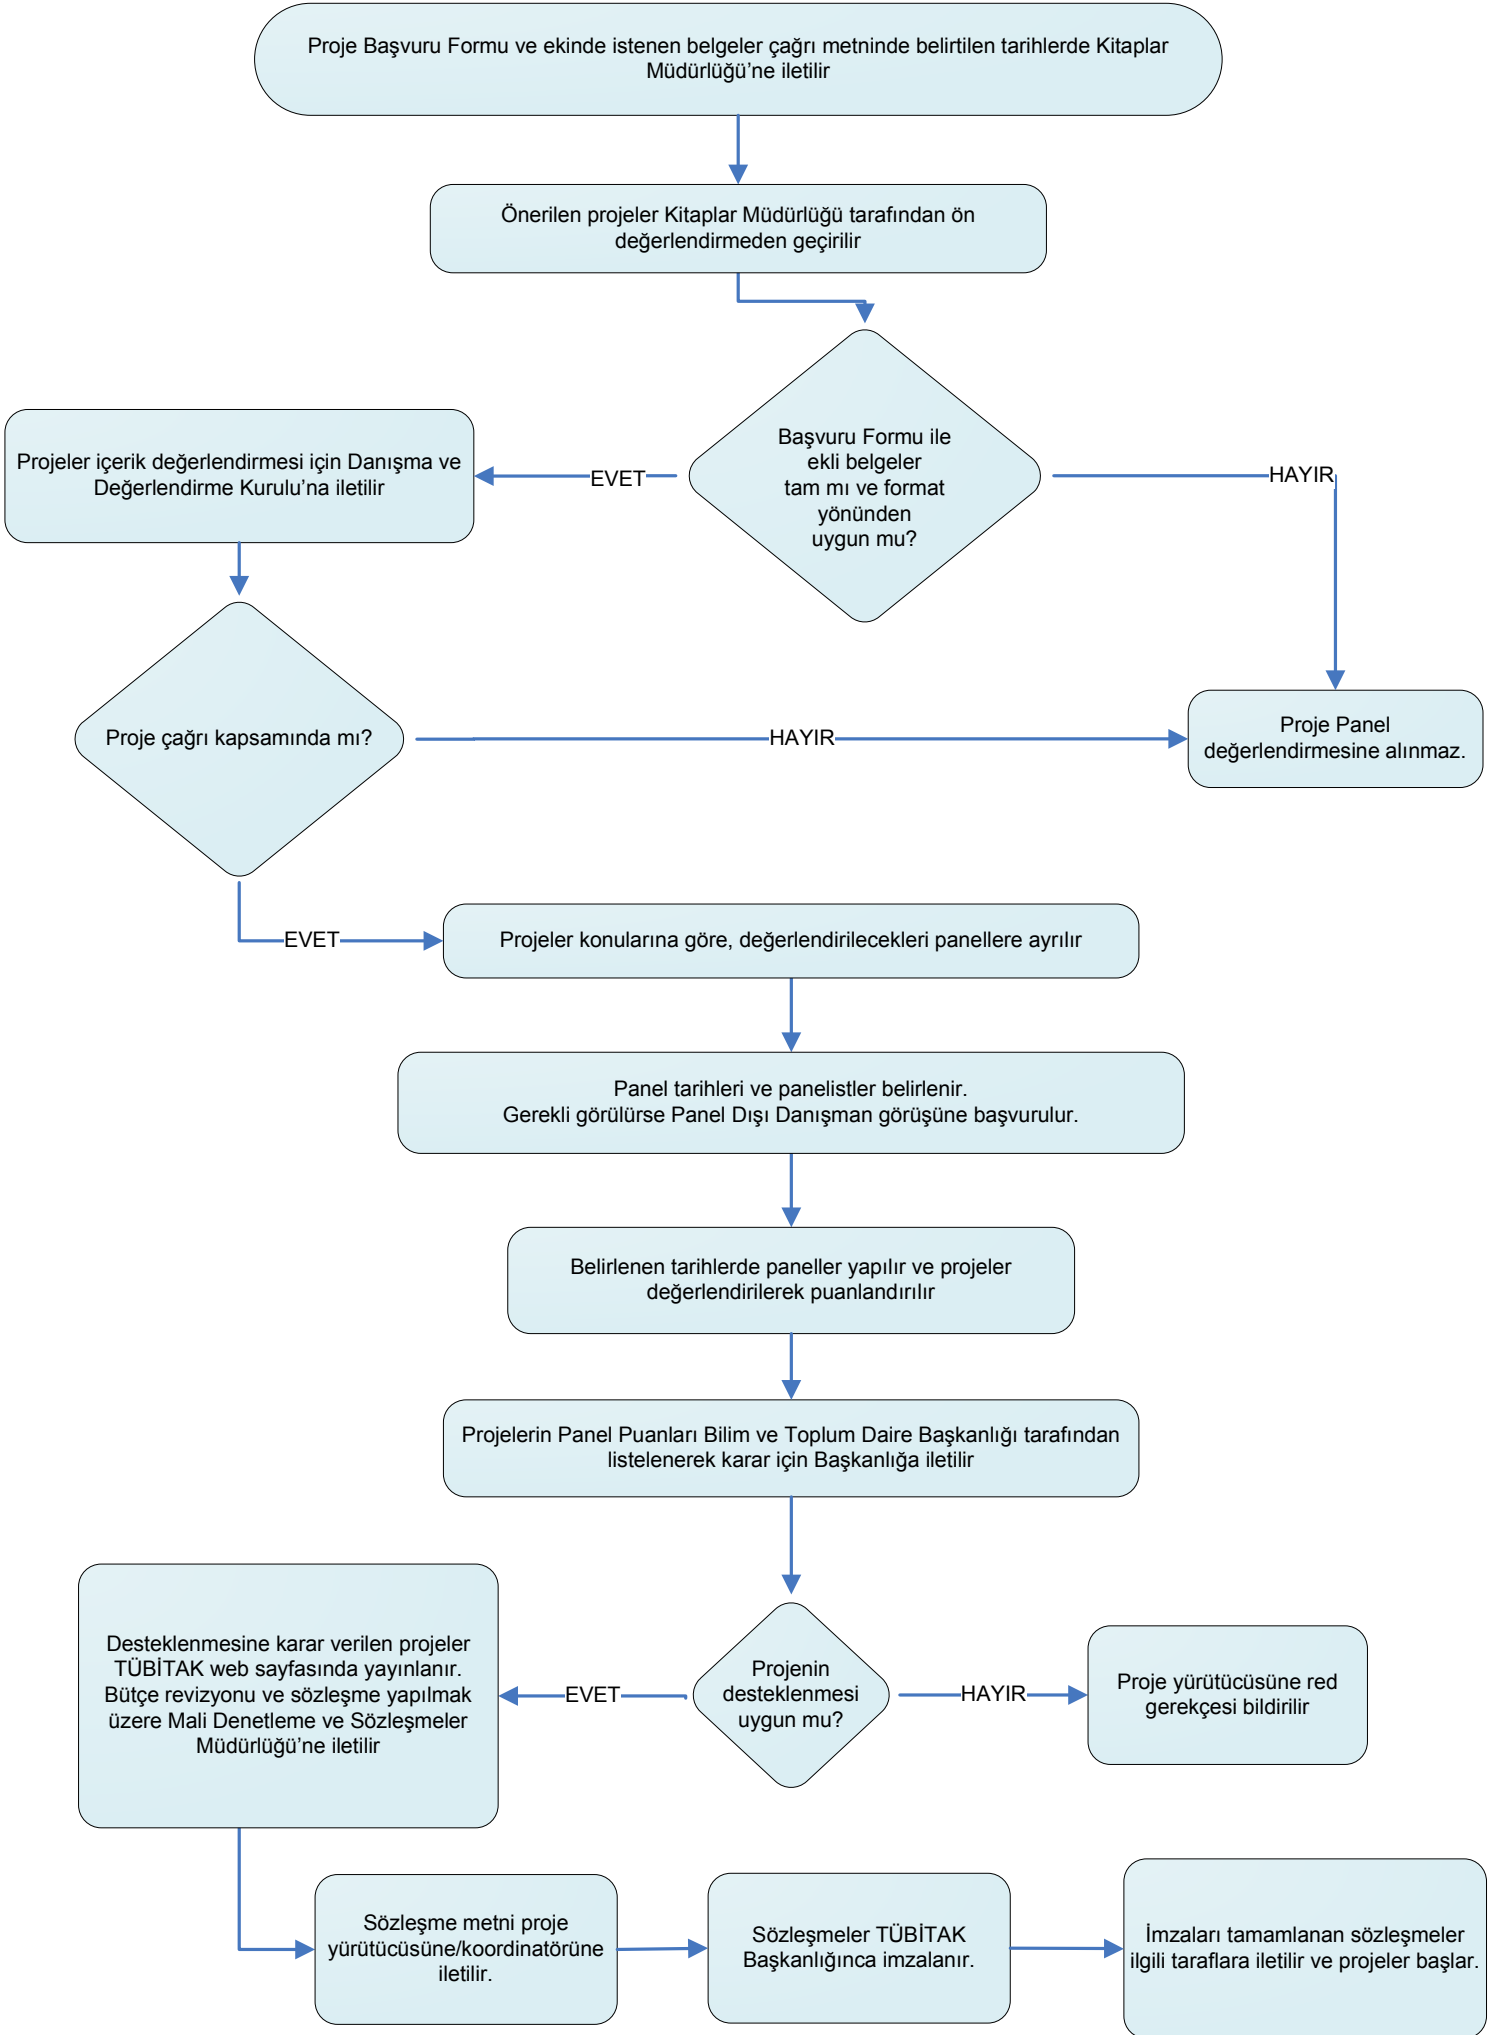 Proje Başvuru Formu ve ekinde istenen belgeler çağrı metninde belirtilen tarihlerde Kitaplar
Müdürlüğü’ne iletilir
Önerilen projeler Kitaplar Müdürlüğü tarafından ön
değerlendirmeden geçirilir
Başvuru Formu ile
ekli belgeler
tam mı ve format
yönünden
uygun mu?
EVET
HAYIR
Projeler içerik değerlendirmesi için Danışma ve
Değerlendirme Kurulu’na iletilir
Proje çağrı kapsamında mı?
HAYIR
Proje Panel
değerlendirmesine alınmaz.
EVET
Projeler konularına göre, değerlendirilecekleri panellere ayrılır
Panel tarihleri ve panelistler belirlenir.
Gerekli görülürse Panel Dışı Danışman görüşüne başvurulur.
Belirlenen tarihlerde paneller yapılır ve projeler
değerlendirilerek puanlandırılır
Projelerin Panel Puanları Bilim ve Toplum Daire Başkanlığı tarafından
listelenerek karar için Başkanlığa iletilir
Projenin
desteklenmesi
uygun mu?
EVET
HAYIR
Desteklenmesine karar verilen projeler
TÜBİTAK web sayfasında yayınlanır.
Bütçe revizyonu ve sözleşme yapılmak
üzere Mali Denetleme ve Sözleşmeler
Müdürlüğü’ne iletilir
Proje yürütücüsüne red
gerekçesi bildirilir
Sözleşme metni proje
yürütücüsüne/koordinatörüne
iletilir.
Sözleşmeler TÜBİTAK
Başkanlığınca imzalanır.
İmzaları tamamlanan sözleşmeler
ilgili taraflara iletilir ve projeler başlar.